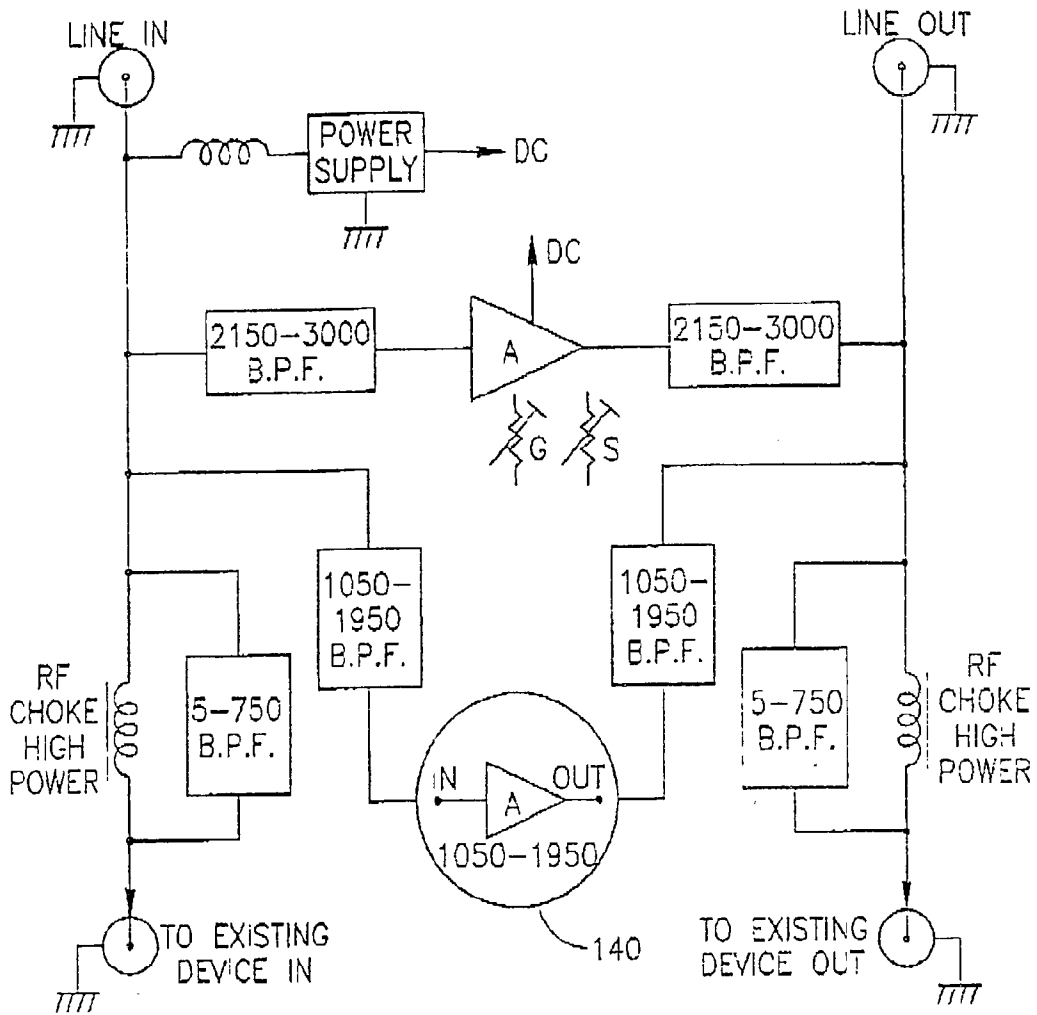 LINE IN
LINE OUT
POWER
SUPPLY
DC
DC
2150-3000
B.P.F.
A
2150-3000
B.P.F.
G
S
1050-
1950
B.P.F.
1050-
1950
B.P.F.
RF
CHOKE
HIGH
POWER
5-750
B.P.F.
5-750
B.P.F.
RF
CHOKE
HIGH
POWER
IN
A
OUT
1050-1950
TO EXISTING
DEVICE IN
140
TO EXISTING
DEVICE OUT